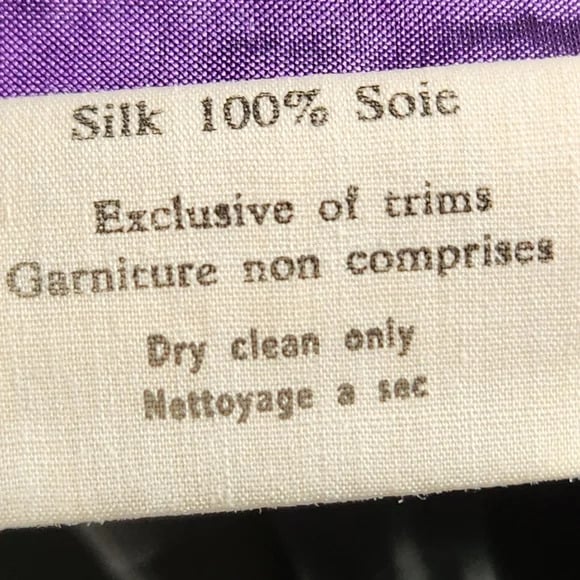 Silk 100% Soie
Exclusive of trims
Garniture non comprises
Dry clean only
Nettoyage a sec